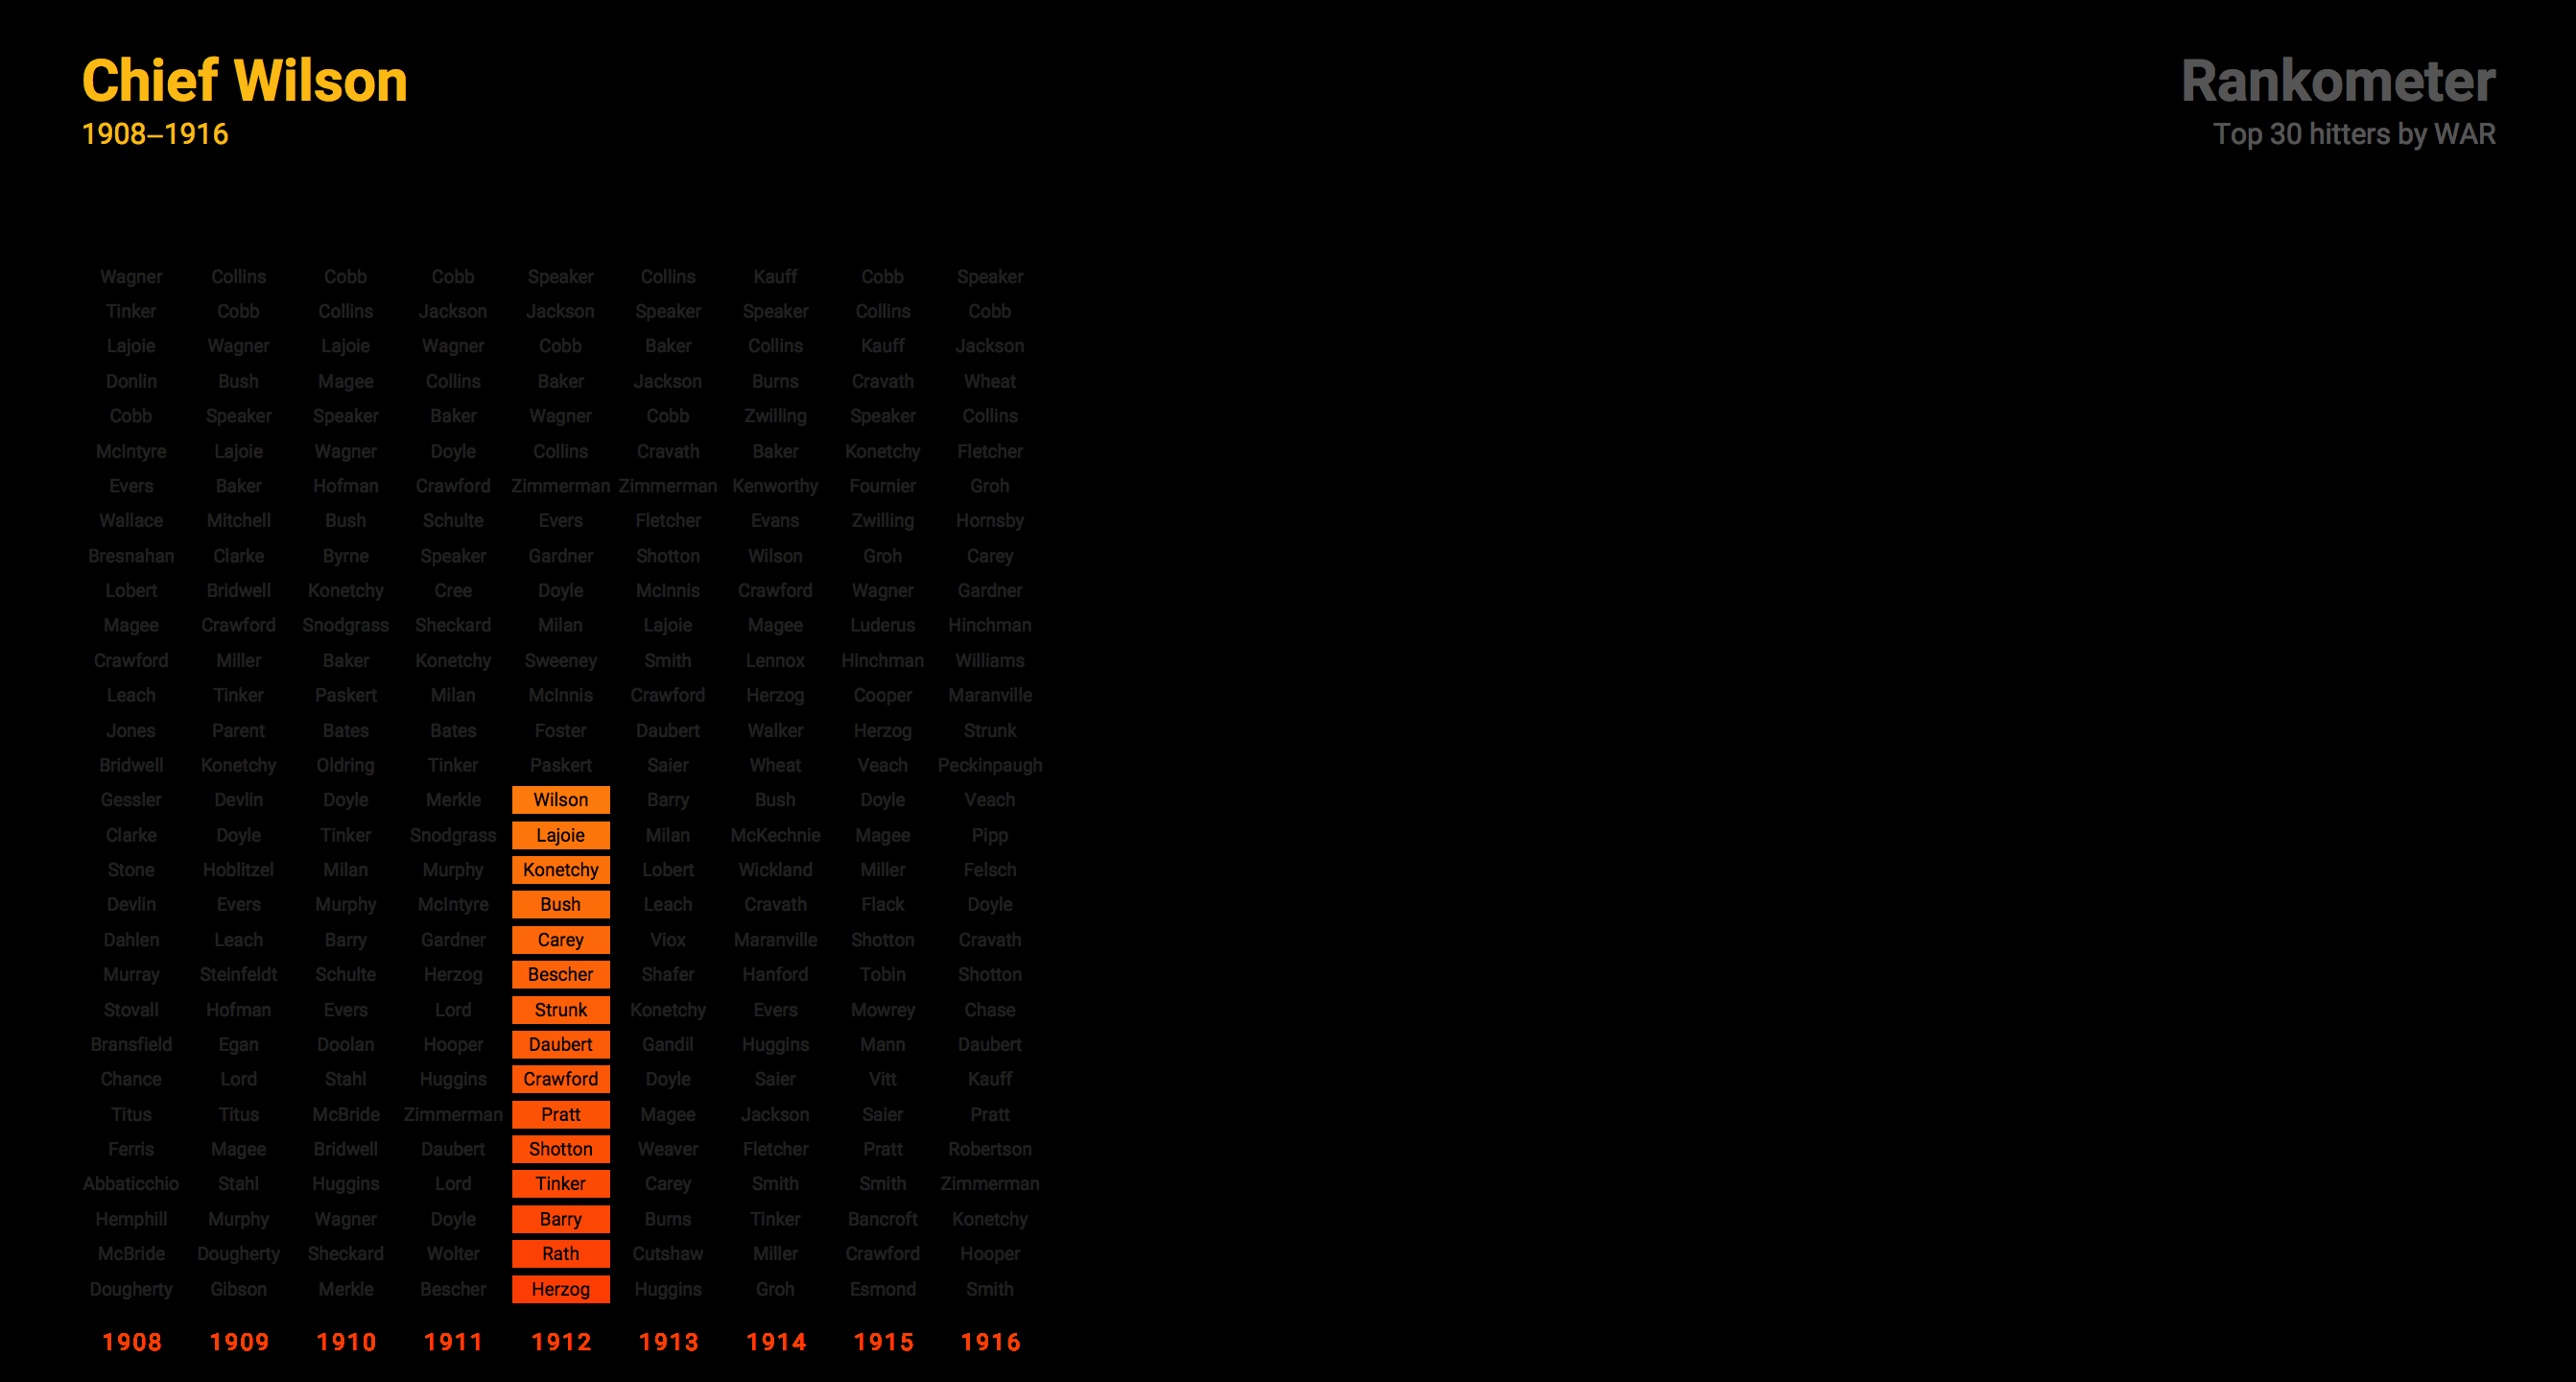 Chief Wilson
1908–1916
Rankometer
Top 30 hitters by WAR
Wagner Collins Cobb Cobb Speaker Collins Kauff Cobb Speaker
Tinker Cobb Collins Jackson Jackson Speaker Speaker Collins Cobb
Lajoie Wagner Lajoie Wagner Cobb Baker Collins Kauff Jackson
Donlin Bush Magee Collins Baker Jackson Burns Cravath Wheat
Cobb Speaker Speaker Baker Wagner Cobb Zwilling Speaker Collins
McIntyre Lajoie Wagner Doyle Collins Cravath Baker Konetchy Fletcher
Evers Baker Hofman Crawford Zimmerman Zimmerman Kenworthy Fournier Groh
Wallace Mitchell Bush Schulte Evers Fletcher Evans Zwilling Hornsby
Bresnahan Clarke Byrne Speaker Gardner Shotton Wilson Groh Carey
Lobert Bridwell Konetchy Cree Doyle McInnis Crawford Wagner Gardner
Magee Crawford Snodgrass Sheckard Milan Lajoie Magee Luderus Hinchman
Crawford Miller Baker Konetchy Sweeney Smith Lennox Hinchman Williams
Leach Tinker Paskert Milan McInnis Crawford Herzog Cooper Maranville
Jones Parent Bates Bates Foster Daubert Walker Herzog Strunk
Bridwell Konetchy Oldring Tinker Paskert Saier Wheat Veach Peckinpaugh
Gessler Devlin Doyle Merkle Wilson Barry Bush Doyle Veach
Clarke Doyle Tinker Snodgrass Lajoie Milan McKechnie Magee Pipp
Stone Hoblitzel Milan Murphy Konetchy Lobert Wickland Miller Felsch
Devlin Evers Murphy McIntyre Bush Leach Cravath Flack Doyle
Dahlen Leach Barry Gardner Carey Viox Maranville Shotton Cravath
Murray Steinfeldt Schulte Herzog Bescher Shafer Hanford Tobin Shotton
Stovall Hofman Evers Lord Strunk Konetchy Evers Mowrey Chase
Bransfield Egan Doolan Hooper Daubert Gandil Huggins Mann Daubert
Chance Lord Stahl Huggins Crawford Doyle Saier Vitt Kauff
Titus Titus McBride Zimmerman Pratt Magee Jackson Saier Pratt
Ferris Magee Bridwell Daubert Shotton Weaver Fletcher Pratt Robertson
Abbaticchio Stahl Huggins Lord Tinker Carey Smith Smith Zimmerman
Hemphill Murphy Wagner Doyle Barry Burns Tinker Bancroft Konetchy
McBride Dougherty Sheckard Wolter Rath Cutshaw Miller Crawford Hooper
Dougherty Gibson Merkle Bescher Herzog Huggins Groh Esmond Smith
1908 1909 1910 1911 1912 1913 1914 1915 1916